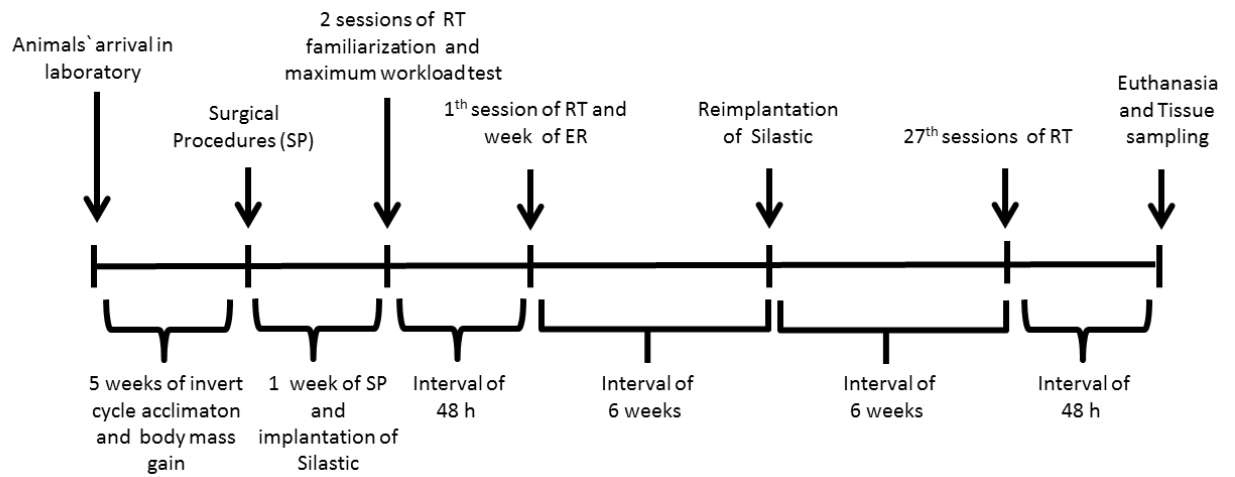 Animals` arrival in
laboratory
Surgical
Procedures (SP)
2 sessions of RT
familiarization and
maximum workload test
1th session of RT and
week of ER
Reimplantation
of Silastic
27th sessions of RT
Euthanasia
and Tissue
sampling
5 weeks of invert
cycle acclimaton
and body mass
gain
1 week of SP
and
implantation of
Silastic
Interval of
48 h
Interval of
6 weeks
Interval of
6 weeks
Interval of
48 h